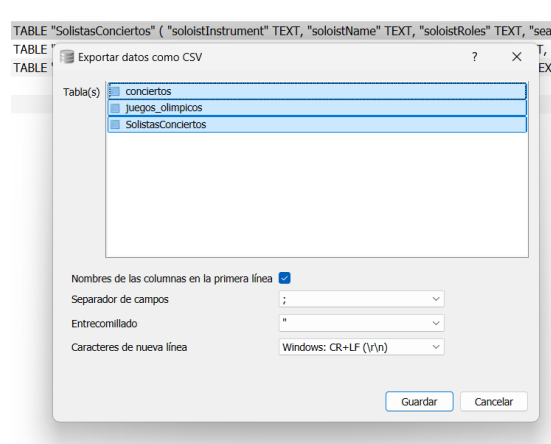 TABLE "SolistasConciertos" ( "soloistInstrument" TEXT, "soloistName" TEXT, "soloistRoles" TEXT, "sea
TABLE "
T,
TABLE "
EX
Exportar datos como CSV
?
Tabla(s)
conciertos
juegos_olimpicos
SolistasConciertos
Nombres de las columnas en la primera línea
Separador de campos ;
Entrecomillado "
Caracteres de nueva línea Windows: CR+LF (\r\n)
Guardar Cancelar